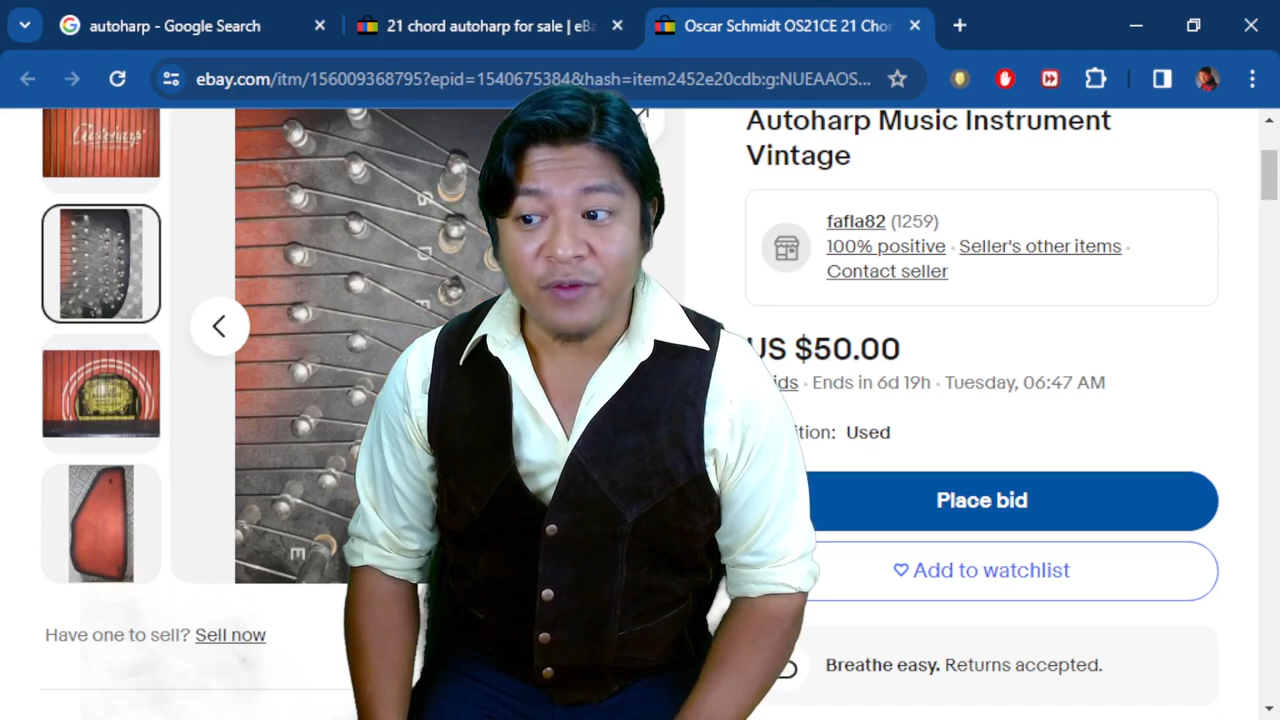 autoharp - Google Search
21 chord autoharp for sale | eBa
Oscar Schmidt OS21CE 21 Chor
ebay.com/itm/156009368795?epid=1540675384&hash=item2452e20cdb:g:NUEAAOS...
Autoharp
Autoharp Music Instrument
Vintage
fafla82 (1259)
100% positive · Seller's other items ·
Contact seller
G
E
US $50.00
ids · Ends in 6d 19h · Tuesday, 06:47 AM
ition: Used
Place bid
Add to watchlist
Have one to sell? Sell now
Breathe easy. Returns accepted.